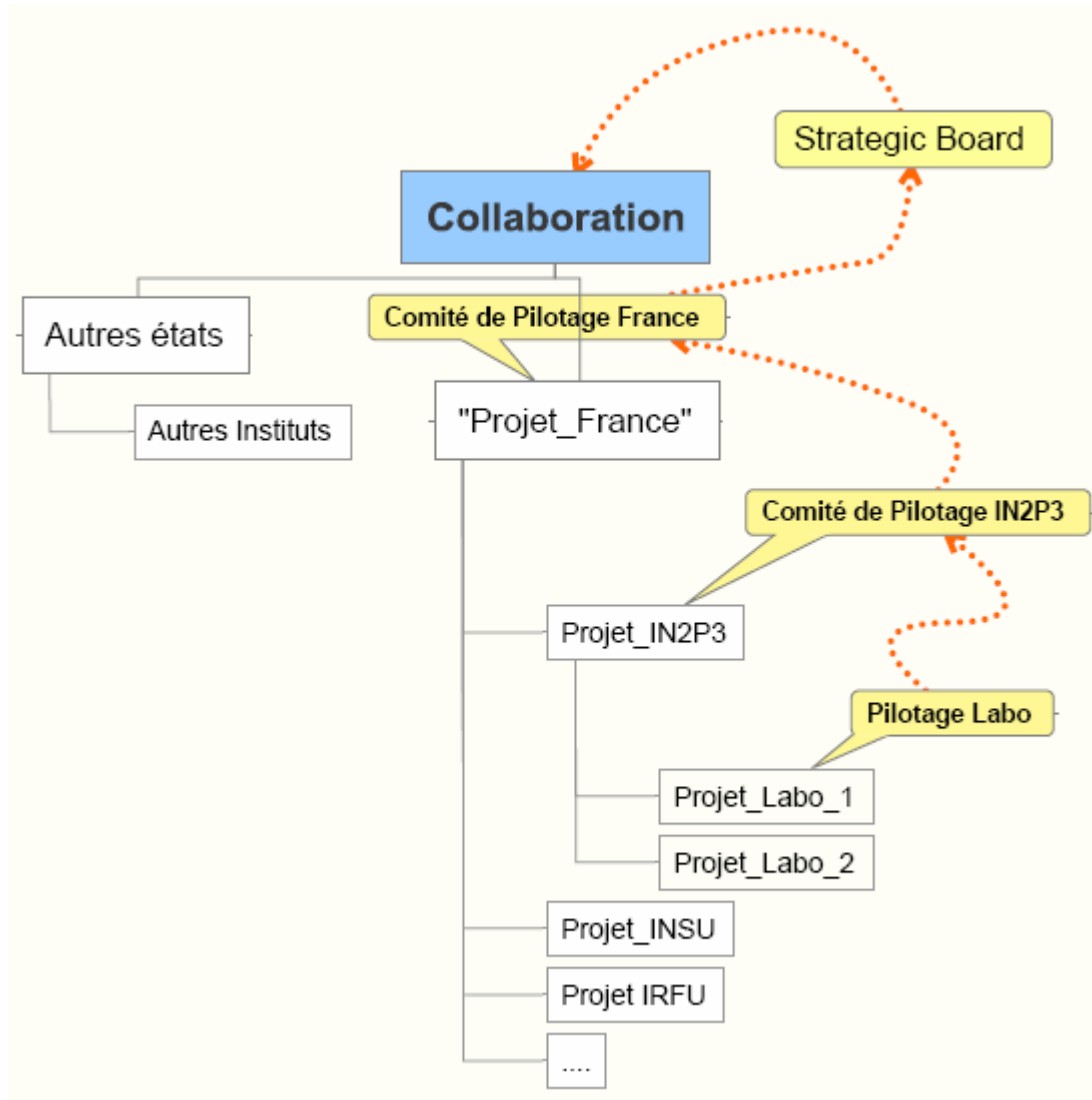 Strategic Board
Collaboration
Comité de Pilotage France
Autres états
"Projet_France"
Autres Instituts
Comité de Pilotage IN2P3
Projet_IN2P3
Pilotage Labo
Projet_Labo_1
Projet_Labo_2
Projet_INSU
Projet IRFU
....